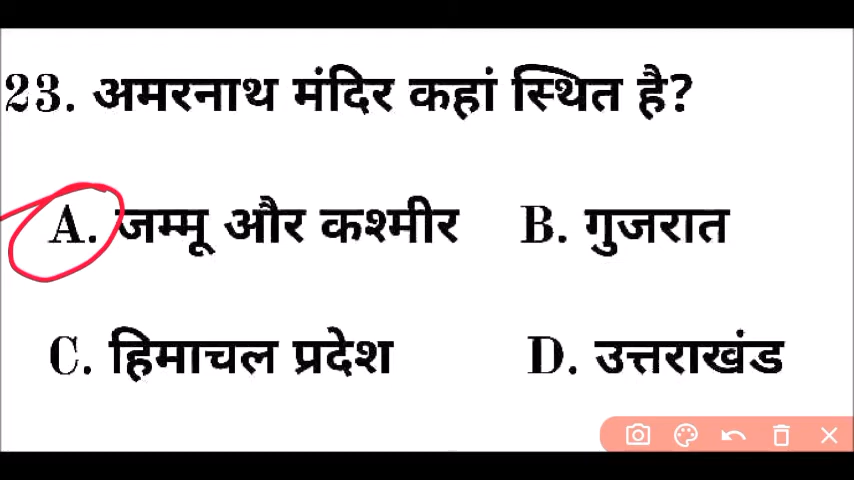 23. अमरनाथ मंदिर कहां स्थित है?
A. जम्मू और कश्मीर B. गुजरात
C. हिमाचल प्रदेश D. उत्तराखंड